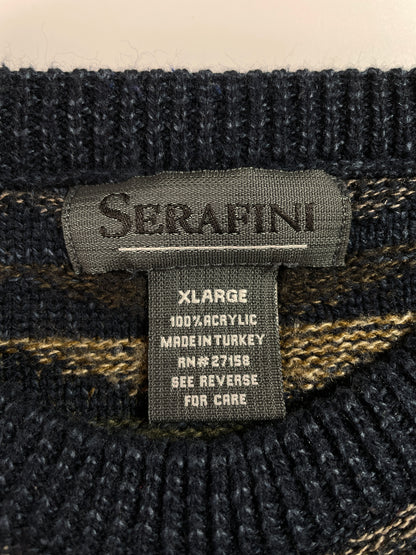 SERAFINI
XLARGE
100% ACRYLIC
MADE IN TURKEY
RN#27158
SEE REVERSE
FOR CARE